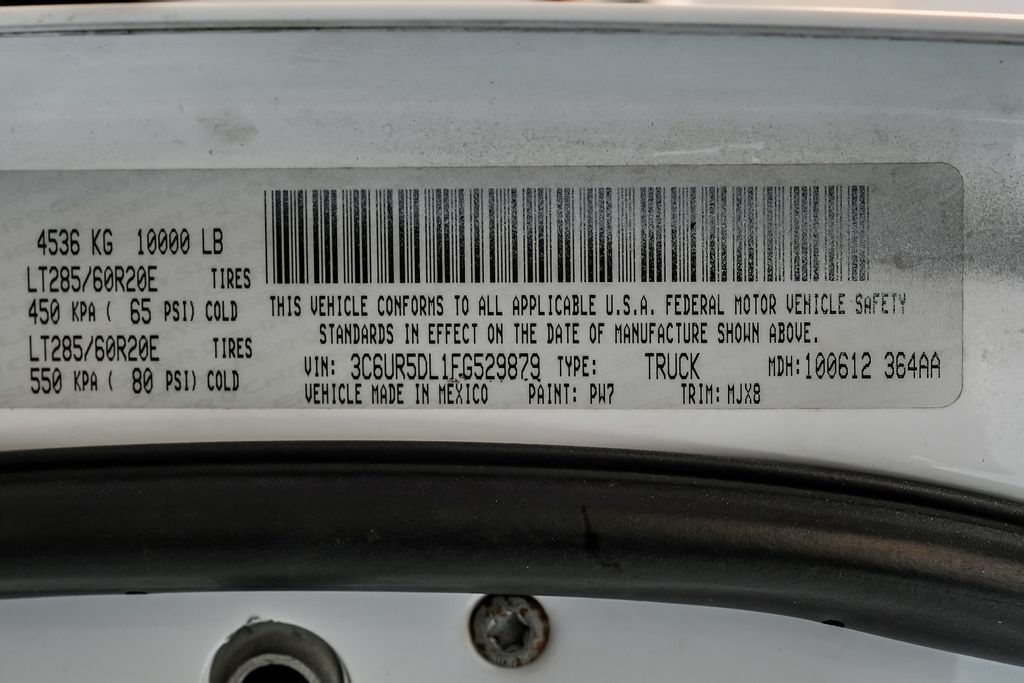 4536 KG 10000 LB
LT285/60R20E TIRES
450 KPA ( 65 PSI) COLD
LT285/60R20E TIRES
550 KPA ( 80 PSI) COLD
THIS VEHICLE CONFORMS TO ALL APPLICABLE U.S.A. FEDERAL MOTOR VEHICLE SAFETY
STANDARDS IN EFFECT ON THE DATE OF MANUFACTURE SHOWN ABOVE.
VIN: 3C6UR5DL1FG529879 TYPE: TRUCK MDH:100612 364AA
VEHICLE MADE IN MEXICO PAINT: PW7 TRIM: MJX8